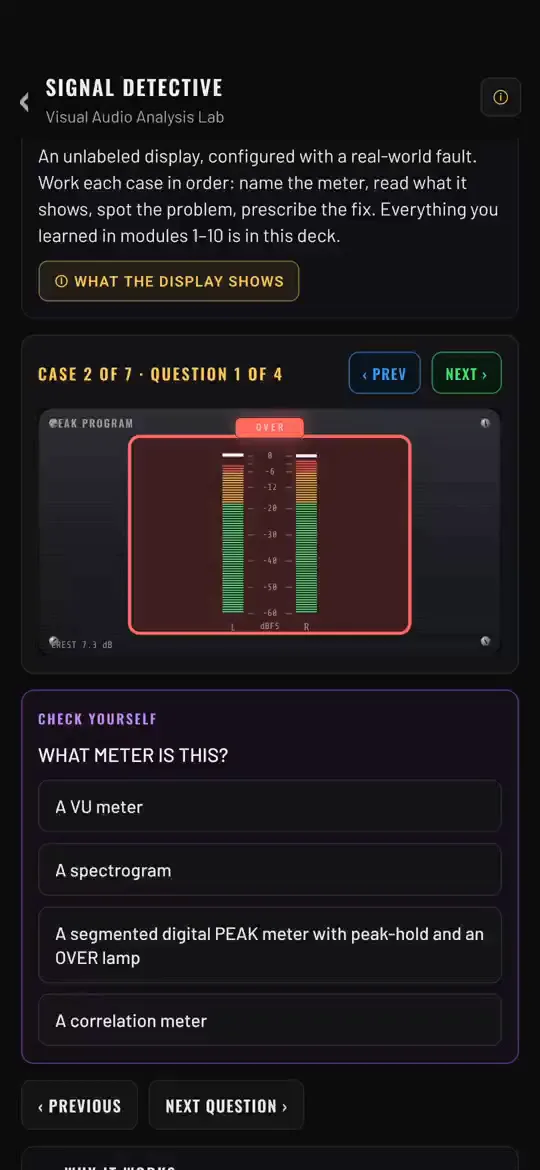 SIGNAL DETECTIVE
Visual Audio Analysis Lab
An unlabeled display, configured with a real-world fault.
Work each case in order: name the meter, read what it
shows, spot the problem, prescribe the fix. Everything you
learned in modules 1–10 is in this deck.
ⓘ WHAT THE DISPLAY SHOWS
CASE 2 OF 7 · QUESTION 1 OF 4
‹ PREV
NEXT ›
PEAK PROGRAM
OVER
0
-6
-12
-20
-30
-40
-50
-60
L dBFS R
CREST 7.3 dB
CHECK YOURSELF
WHAT METER IS THIS?
A VU meter
A spectrogram
A segmented digital PEAK meter with peak-hold and an
OVER lamp
A correlation meter
‹ PREVIOUS
NEXT QUESTION ›
WHY IT WORKS